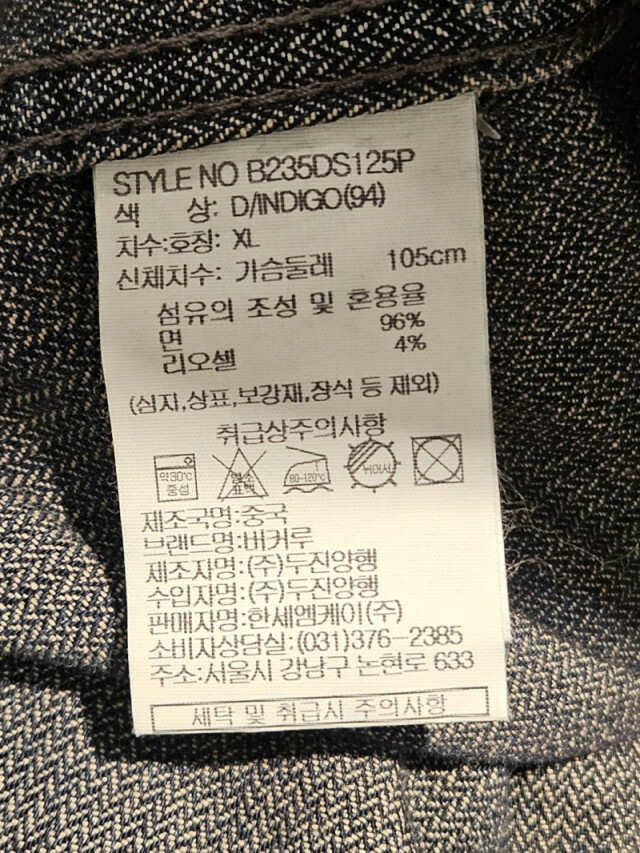 STYLE NO B235DS125P
색 상: D/INDIGO(94)
치수:호칭: XL
신체치수: 가슴둘레 105cm
섬유의 조성 및 혼용율
면 96%
리오셀 4%
(심지,상표,보강재,장식 등 제외)
취급상주의사항
약30℃ 중성 염소 표백 80~120℃ 뉘어서
제조국명:중국
브랜드명:버커루
제조자명:(주)두진양행
수입자명:(주)두진양행
판매자명:한세엠케이(주)
소비자상담실:(031)376-2385
주소:서울시 강남구 논현로 633
세탁 및 취급시 주의사항